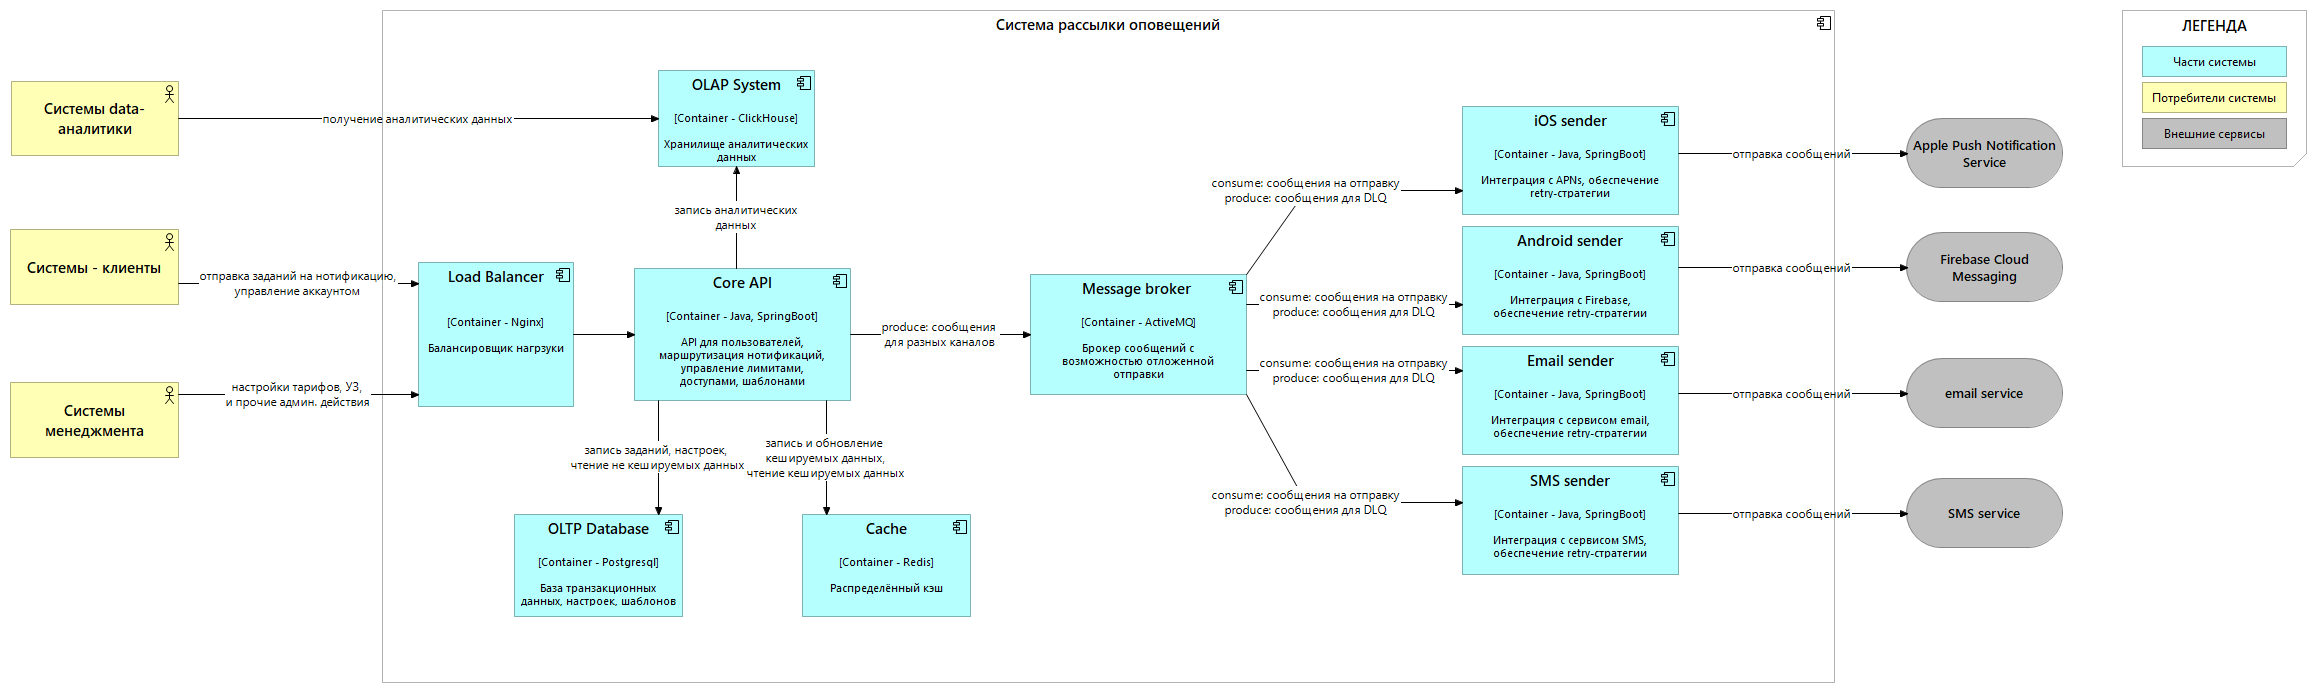 Система рассылки оповещений
ЛЕГЕНДА
Части системы
Потребители системы
Внешние сервисы
Системы data-
аналитики
получение аналитических данных
OLAP System
[Container - ClickHouse]
Хранилище аналитических
данных
запись аналитических
данных
Системы - клиенты
отправка заданий на нотификацию,
управление аккаунтом
Системы
менеджмента
настройки тарифов, УЗ,
и прочие админ. действия
Load Balancer
[Container - Nginx]
Балансировщик нагрзуки
Core API
[Container - Java, SpringBoot]
API для пользователей,
маршрутизация нотификаций,
управление лимитами,
доступами, шаблонами
запись заданий, настроек,
чтение не кешируемых данных
запись и обновление
кешируемых данных,
чтение кешируемых данных
OLTP Database
[Container - Postgresql]
База транзакционных
данных, настроек, шаблонов
Cache
[Container - Redis]
Распределённый кэш
produce: сообщения
для разных каналов
Message broker
[Container - ActiveMQ]
Брокер сообщений с
возможностью отложенной
отправки
consume: сообщения на отправку
produce: сообщения для DLQ
consume: сообщения на отправку
produce: сообщения для DLQ
consume: сообщения на отправку
produce: сообщения для DLQ
consume: сообщения на отправку
produce: сообщения для DLQ
iOS sender
[Container - Java, SpringBoot]
Интеграция с APNs, обеспечение
retry-стратегии
отправка сообщений
Apple Push Notification
Service
Android sender
[Container - Java, SpringBoot]
Интеграция с Firebase,
обеспечение retry-стратегии
отправка сообщений
Firebase Cloud
Messaging
Email sender
[Container - Java, SpringBoot]
Интеграция с сервисом email,
обеспечение retry-стратегии
отправка сообщений
email service
SMS sender
[Container - Java, SpringBoot]
Интеграция с сервисом SMS,
обеспечение retry-стратегии
отправка сообщений
SMS service